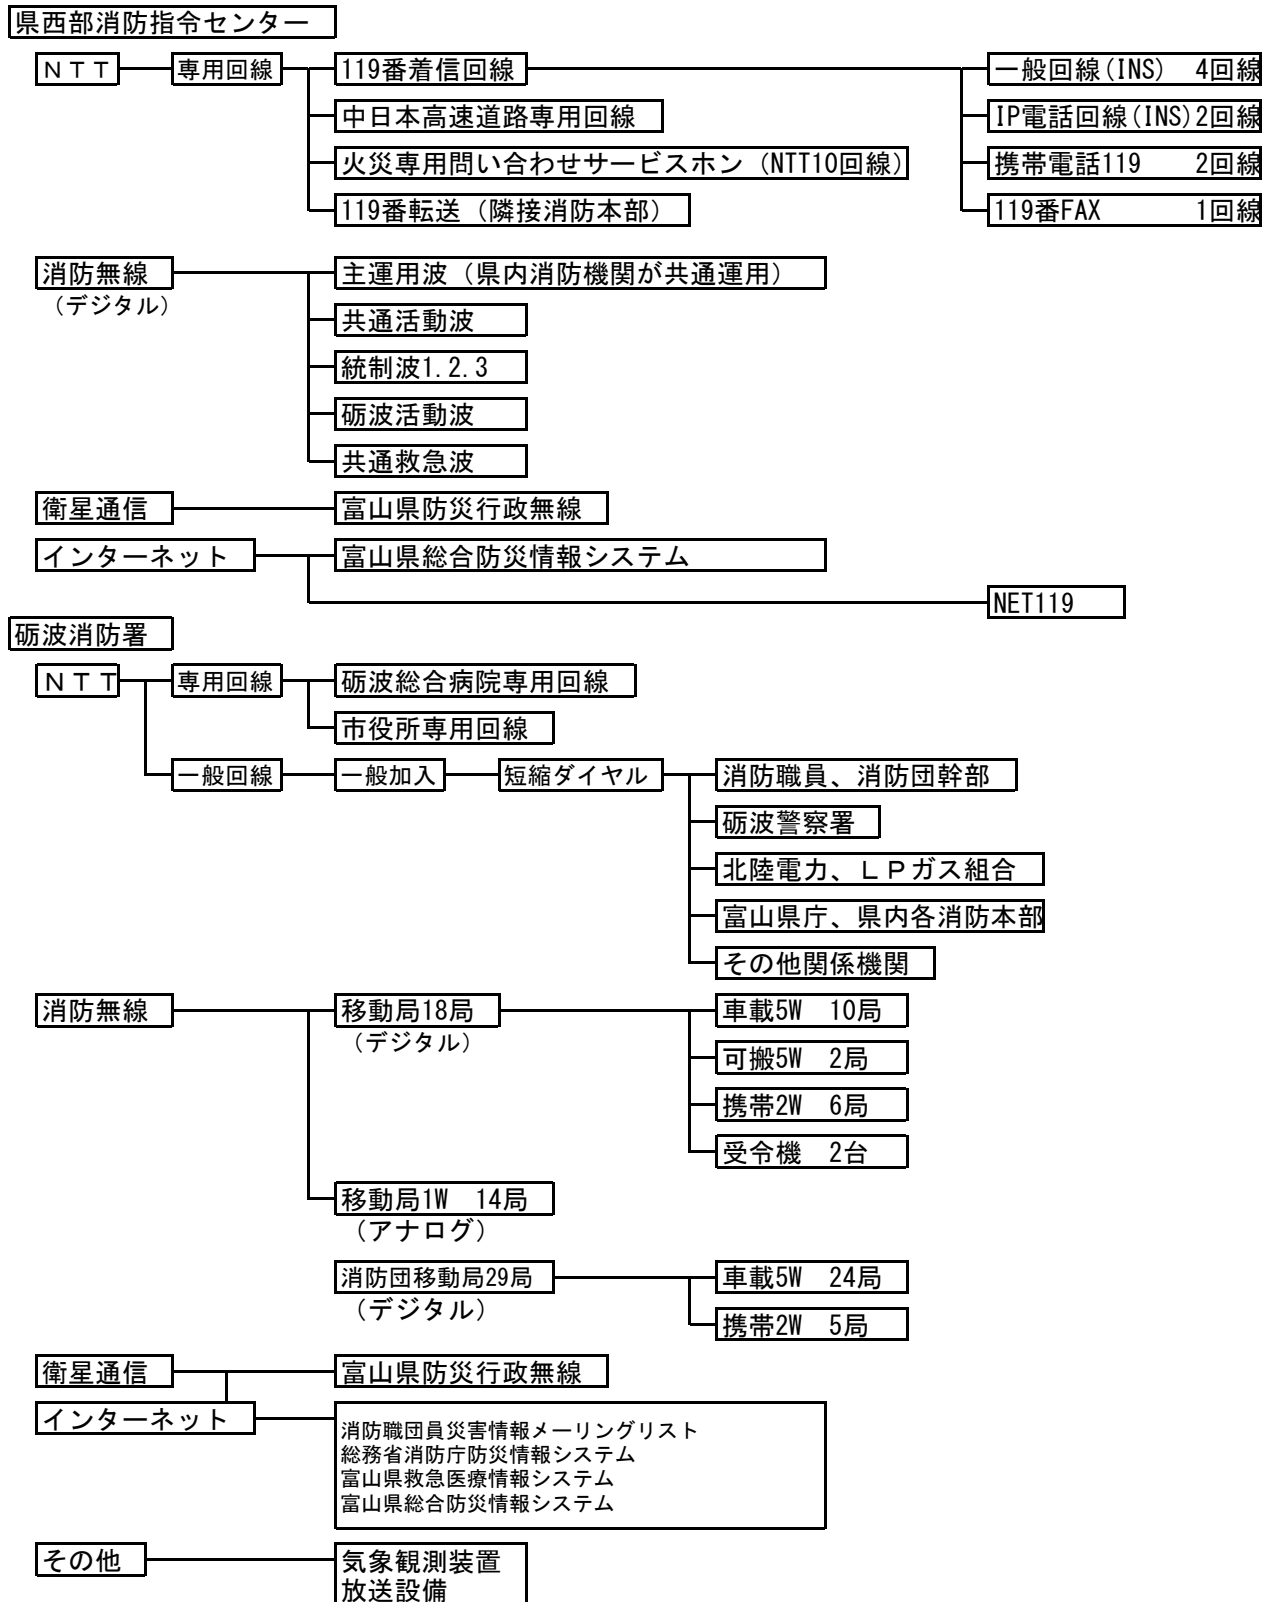 県西部消防指令センター
ＮＴＴ 専用回線 119番着信回線 一般回線(INS) 4回線
中日本高速道路専用回線 IP電話回線(INS)2回線
火災専用問い合わせサービスホン（NTT10回線） 携帯電話119 2回線
119番転送（隣接消防本部） 119番FAX 1回線
消防無線 主運用波（県内消防機関が共通運用）
（デジタル）
共通活動波
統制波1.2.3
砺波活動波
共通救急波
衛星通信 富山県防災行政無線
インターネット 富山県総合防災情報システム
NET119
砺波消防署
ＮＴＴ 専用回線 砺波総合病院専用回線
市役所専用回線
一般回線 一般加入 短縮ダイヤル 消防職員、消防団幹部
砺波警察署
北陸電力、ＬＰガス組合
富山県庁、県内各消防本部
その他関係機関
消防無線 移動局18局 車載5W 10局
（デジタル）
可搬5W 2局
携帯2W 6局
受令機 2台
移動局1W 14局
（アナログ）
消防団移動局29局 車載5W 24局
（デジタル）
携帯2W 5局
衛星通信 富山県防災行政無線
インターネット
消防職団員災害情報メーリングリスト
総務省消防庁防災情報システム
富山県救急医療情報システム
富山県総合防災情報システム
その他 気象観測装置
放送設備